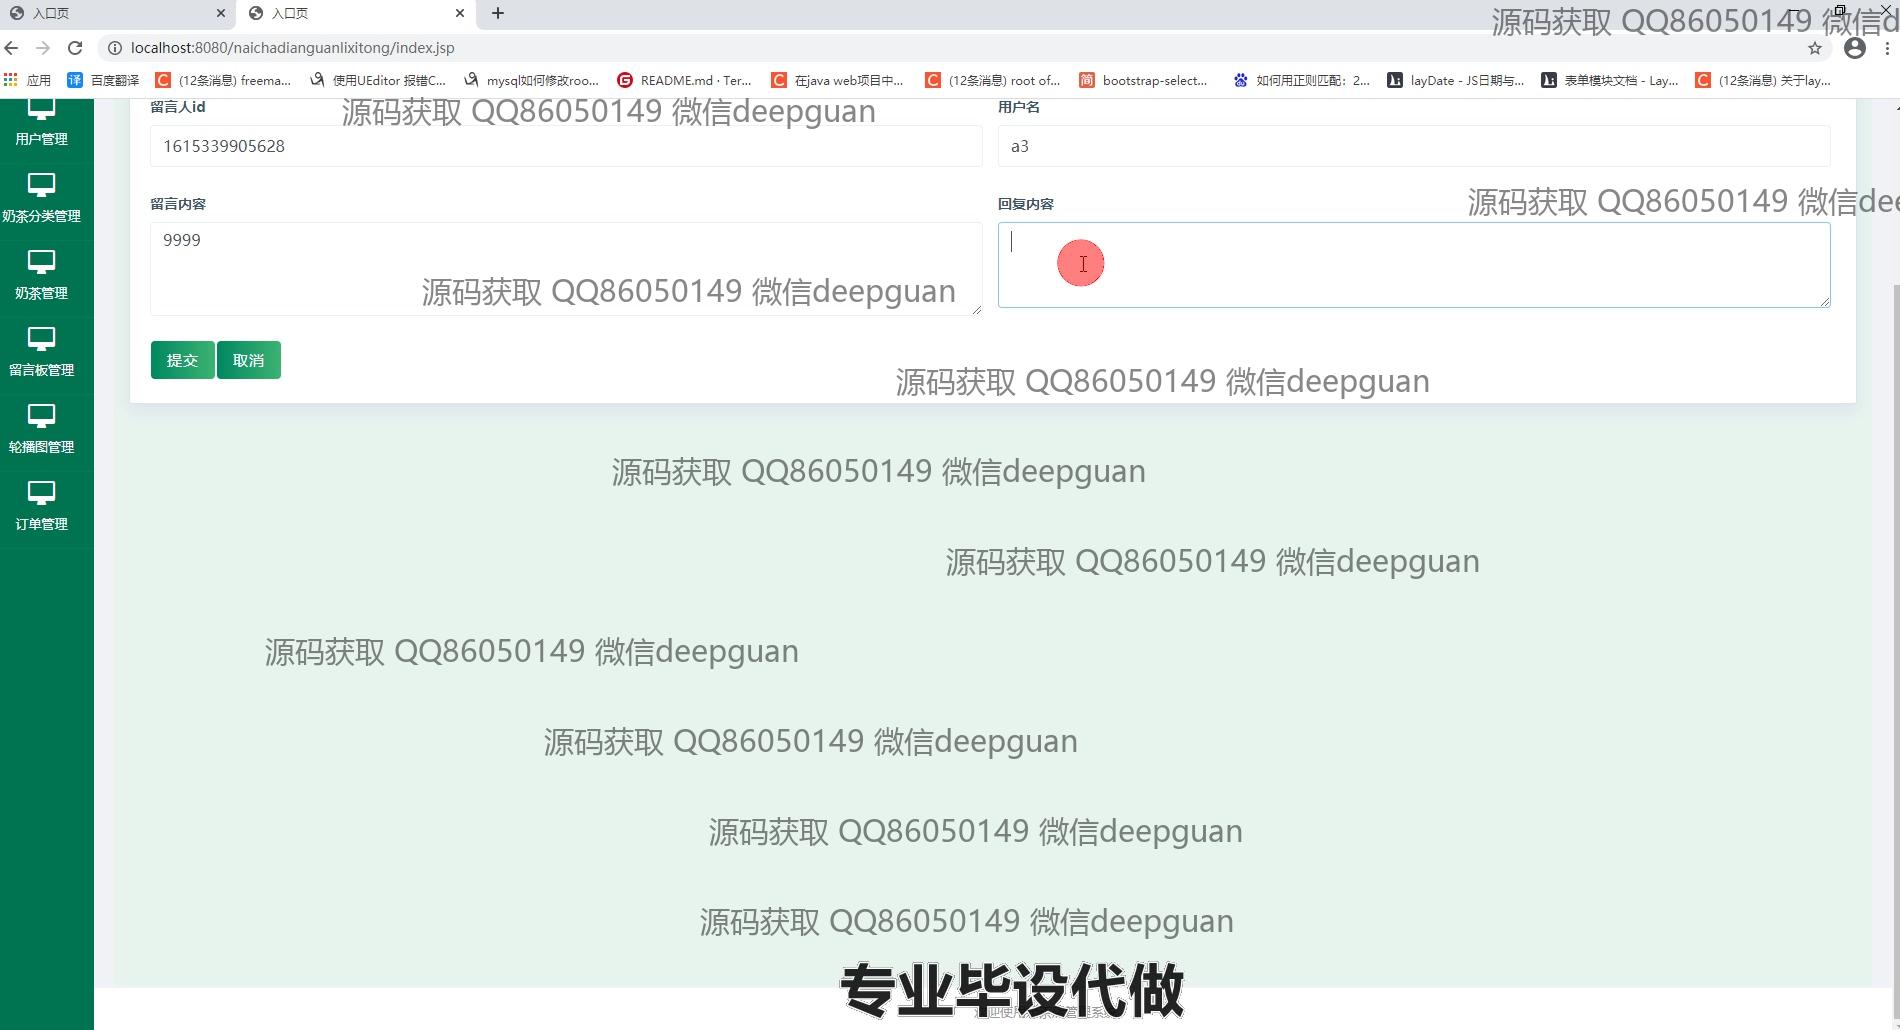 入口页
入口页
源码获取 QQ86050149 微信d
localhost:8080/naichadianguanlixitong/index.jsp
应用
百度翻译
(12条消息) freema...
使用UEditor 报错C...
mysql如何修改roo...
README.md · Ter...
在java web项目中...
(12条消息) root of...
bootstrap-select...
如何用正则匹配：2...
layDate - JS日期与...
表单模块文档 - Lay...
(12条消息) 关于lay...
留言人id
用户名
源码获取 QQ86050149 微信deepguan
用户管理
1615339905628
a3
留言内容
回复内容
源码获取 QQ86050149 微信dee
奶茶分类管理
9999
奶茶管理
源码获取 QQ86050149 微信deepguan
提交
取消
留言板管理
源码获取 QQ86050149 微信deepguan
轮播图管理
源码获取 QQ86050149 微信deepguan
订单管理
源码获取 QQ86050149 微信deepguan
源码获取 QQ86050149 微信deepguan
源码获取 QQ86050149 微信deepguan
源码获取 QQ86050149 微信deepguan
源码获取 QQ86050149 微信deepguan
专业毕设代做